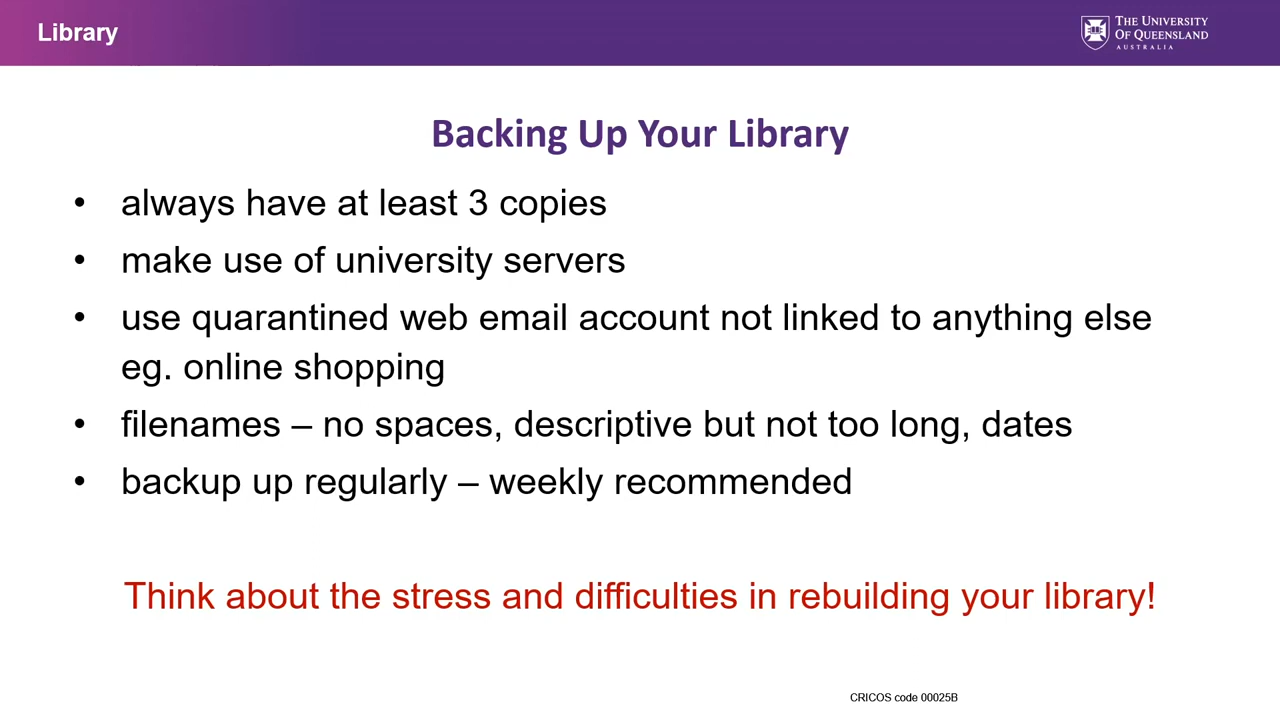 Library
THE UNIVERSITY
OF QUEENSLAND
AUSTRALIA
Backing Up Your Library
• always have at least 3 copies
• make use of university servers
• use quarantined web email account not linked to anything else
eg. online shopping
• filenames – no spaces, descriptive but not too long, dates
• backup up regularly – weekly recommended
Think about the stress and difficulties in rebuilding your library!
CRICOS code 00025B